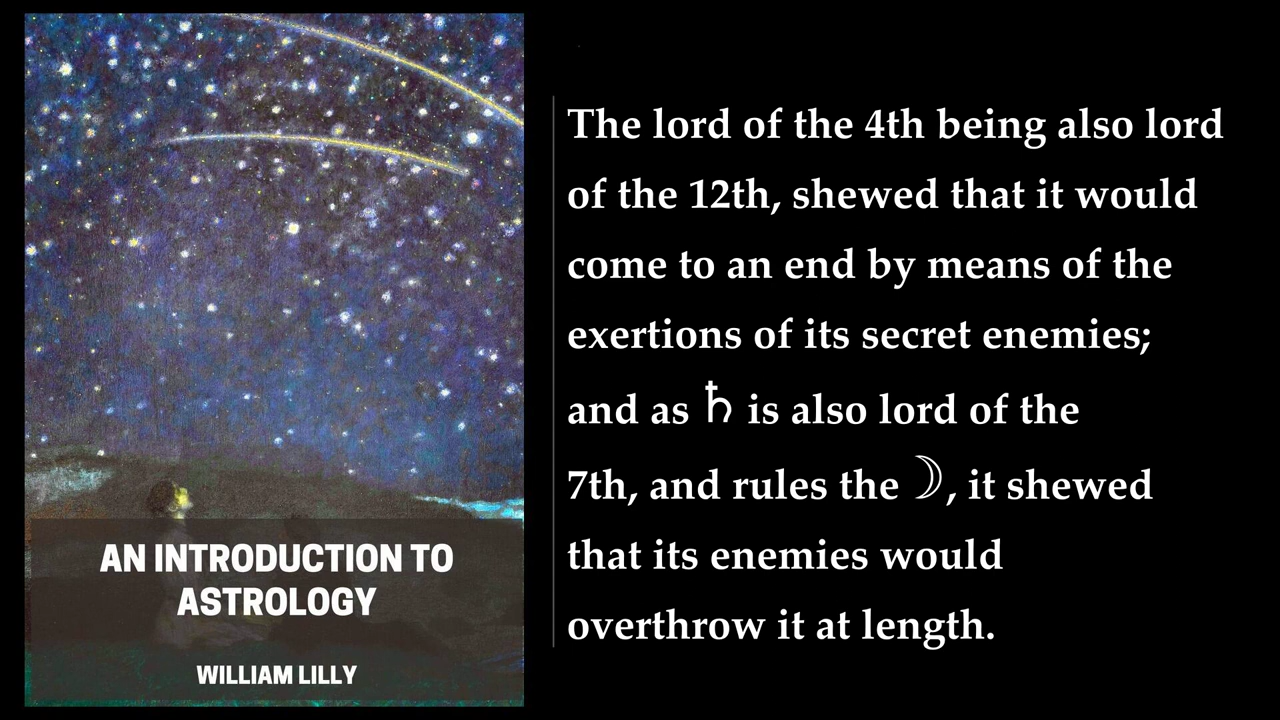 AN INTRODUCTION TO
ASTROLOGY
WILLIAM LILLY
The lord of the 4th being also lord
of the 12th, shewed that it would
come to an end by means of the
exertions of its secret enemies;
and as ♄ is also lord of the
7th, and rules the ☽, it shewed
that its enemies would
overthrow it at length.